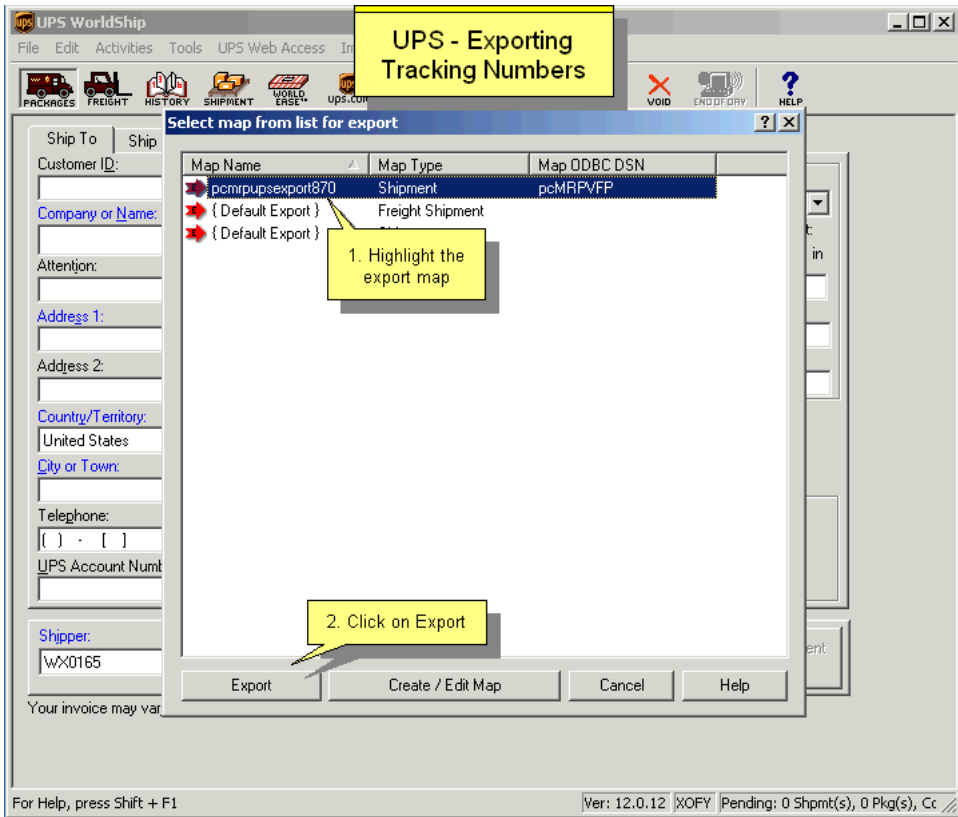 UPS WorldShip
UPS - Exporting
Tracking Numbers
File Edit Activities Tools UPS Web Access
PACKAGES FREIGHT HISTORY SHIPMENT WORLD EASE ups.com VOID END OF DAY HELP
Select map from list for export
Ship To Ship
Customer ID:
Company or Name:
Attention:
Address 1:
Address 2:
Country/Territory:
United States
City or Town:
Telephone:
( ) - [ ]
UPS Account Numb
Shipper:
WX0165
Your invoice may var
Map Name Map Type Map ODBC DSN
pcmrpupsexport870 Shipment pcMRPVFP
{ Default Export } Freight Shipment
{ Default Export }
1. Highlight the
export map
in
2. Click on Export
ent
Export Create / Edit Map Cancel Help
For Help, press Shift + F1
Ver: 12.0.12 XOFY Pending: 0 Shpmt(s), 0 Pkg(s), Cc